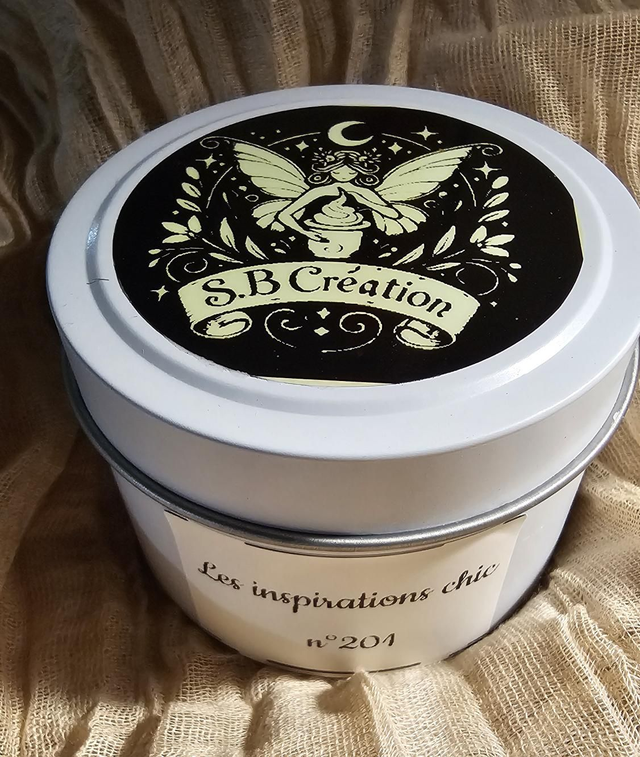 S.B Création
Les inspirations chic
n°201